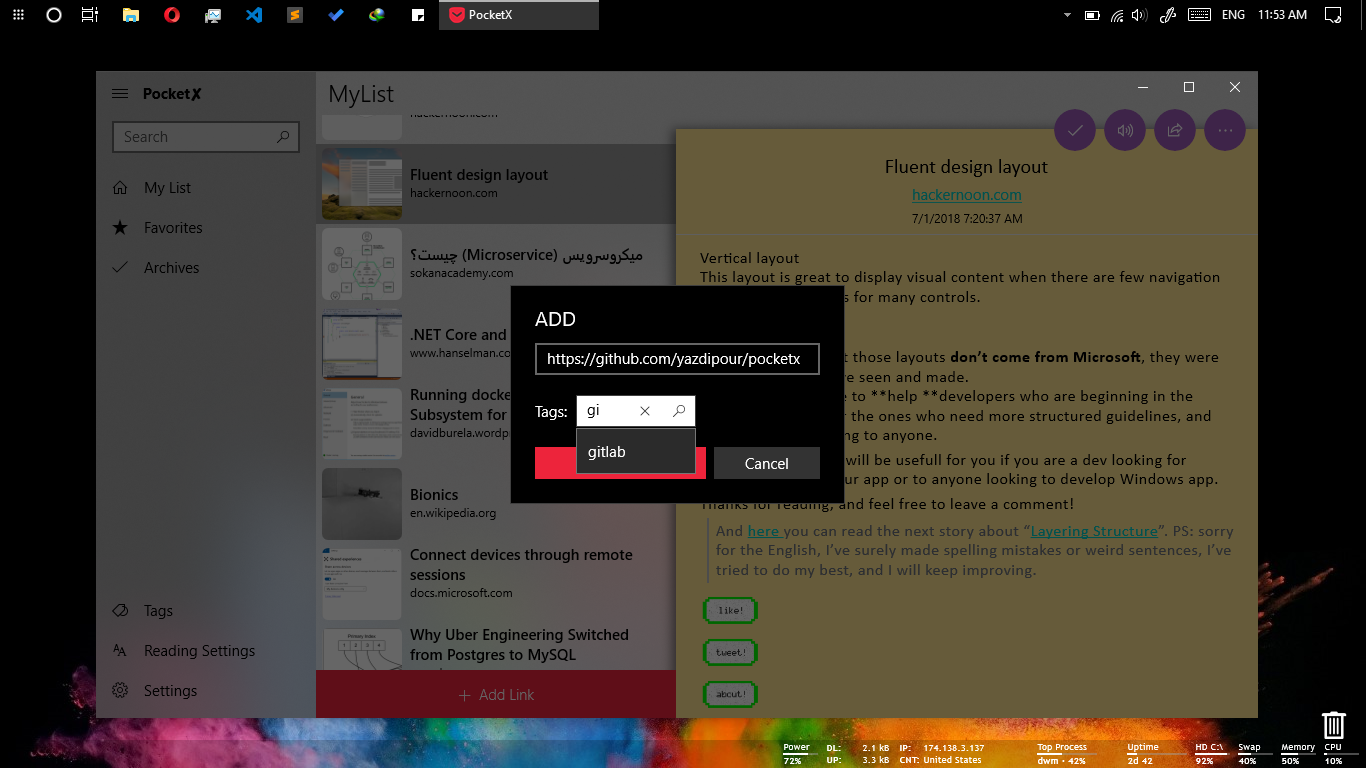 PocketX
ENG
11:53 AM
PocketX
Search
My List
Favorites
Archives
Tags
Reading Settings
Settings
MyList
hackernoon.com
Fluent design layout
hackernoon.com
میکروسرویس (Microservice) چیست؟
sokanacademy.com
.NET Core and
www.hanselman.com
Running docke
Subsystem for
davidburela.wordpr
Bionics
en.wikipedia.org
Connect devices through remote
sessions
docs.microsoft.com
Why Uber Engineering Switched
from Postgres to MySQL
+ Add Link
Fluent design layout
hackernoon.com
7/1/2018 7:20:37 AM
Vertical layout
This layout is great to display visual content when there are few navigation
s for many controls.
t those layouts don't come from Microsoft, they were
ve seen and made.
e to **help **developers who are beginning in the
r the ones who need more structured guidelines, and
ng to anyone.
will be usefull for you if you are a dev looking for
ur app or to anyone looking to develop Windows app.
Thanks for reading, and feel free to leave a comment!
And here you can read the next story about “Layering Structure”. PS: sorry
for the English, I’ve surely made spelling mistakes or weird sentences, I’ve
tried to do my best, and I will keep improving.
like!
tweet!
about!
ADD
https://github.com/yazdipour/pocketx
Tags: gi
gitlab
Cancel
Power
72%
DL: 2.1 kB
UP: 3.3 kB
IP: 174.138.3.137
CNT: United States
Top Process
dwm • 42%
Uptime
2d 42
HD C:\
92%
Swap
40%
Memory
50%
CPU
10%